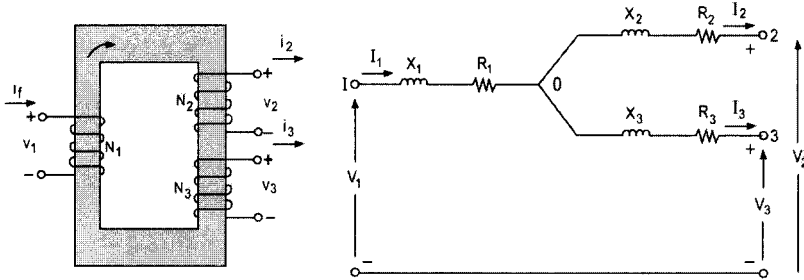 i₂
I_f
+
N₂
+
v₂
v₁
N₁
−
i₃
−
+
N₃
v₃
−
I
I₁
X₁
R₁
0
X₂
R₂
I₂
2
+
X₃
R₃
I₃
3
+
V₁
V₃
V₂
−
−